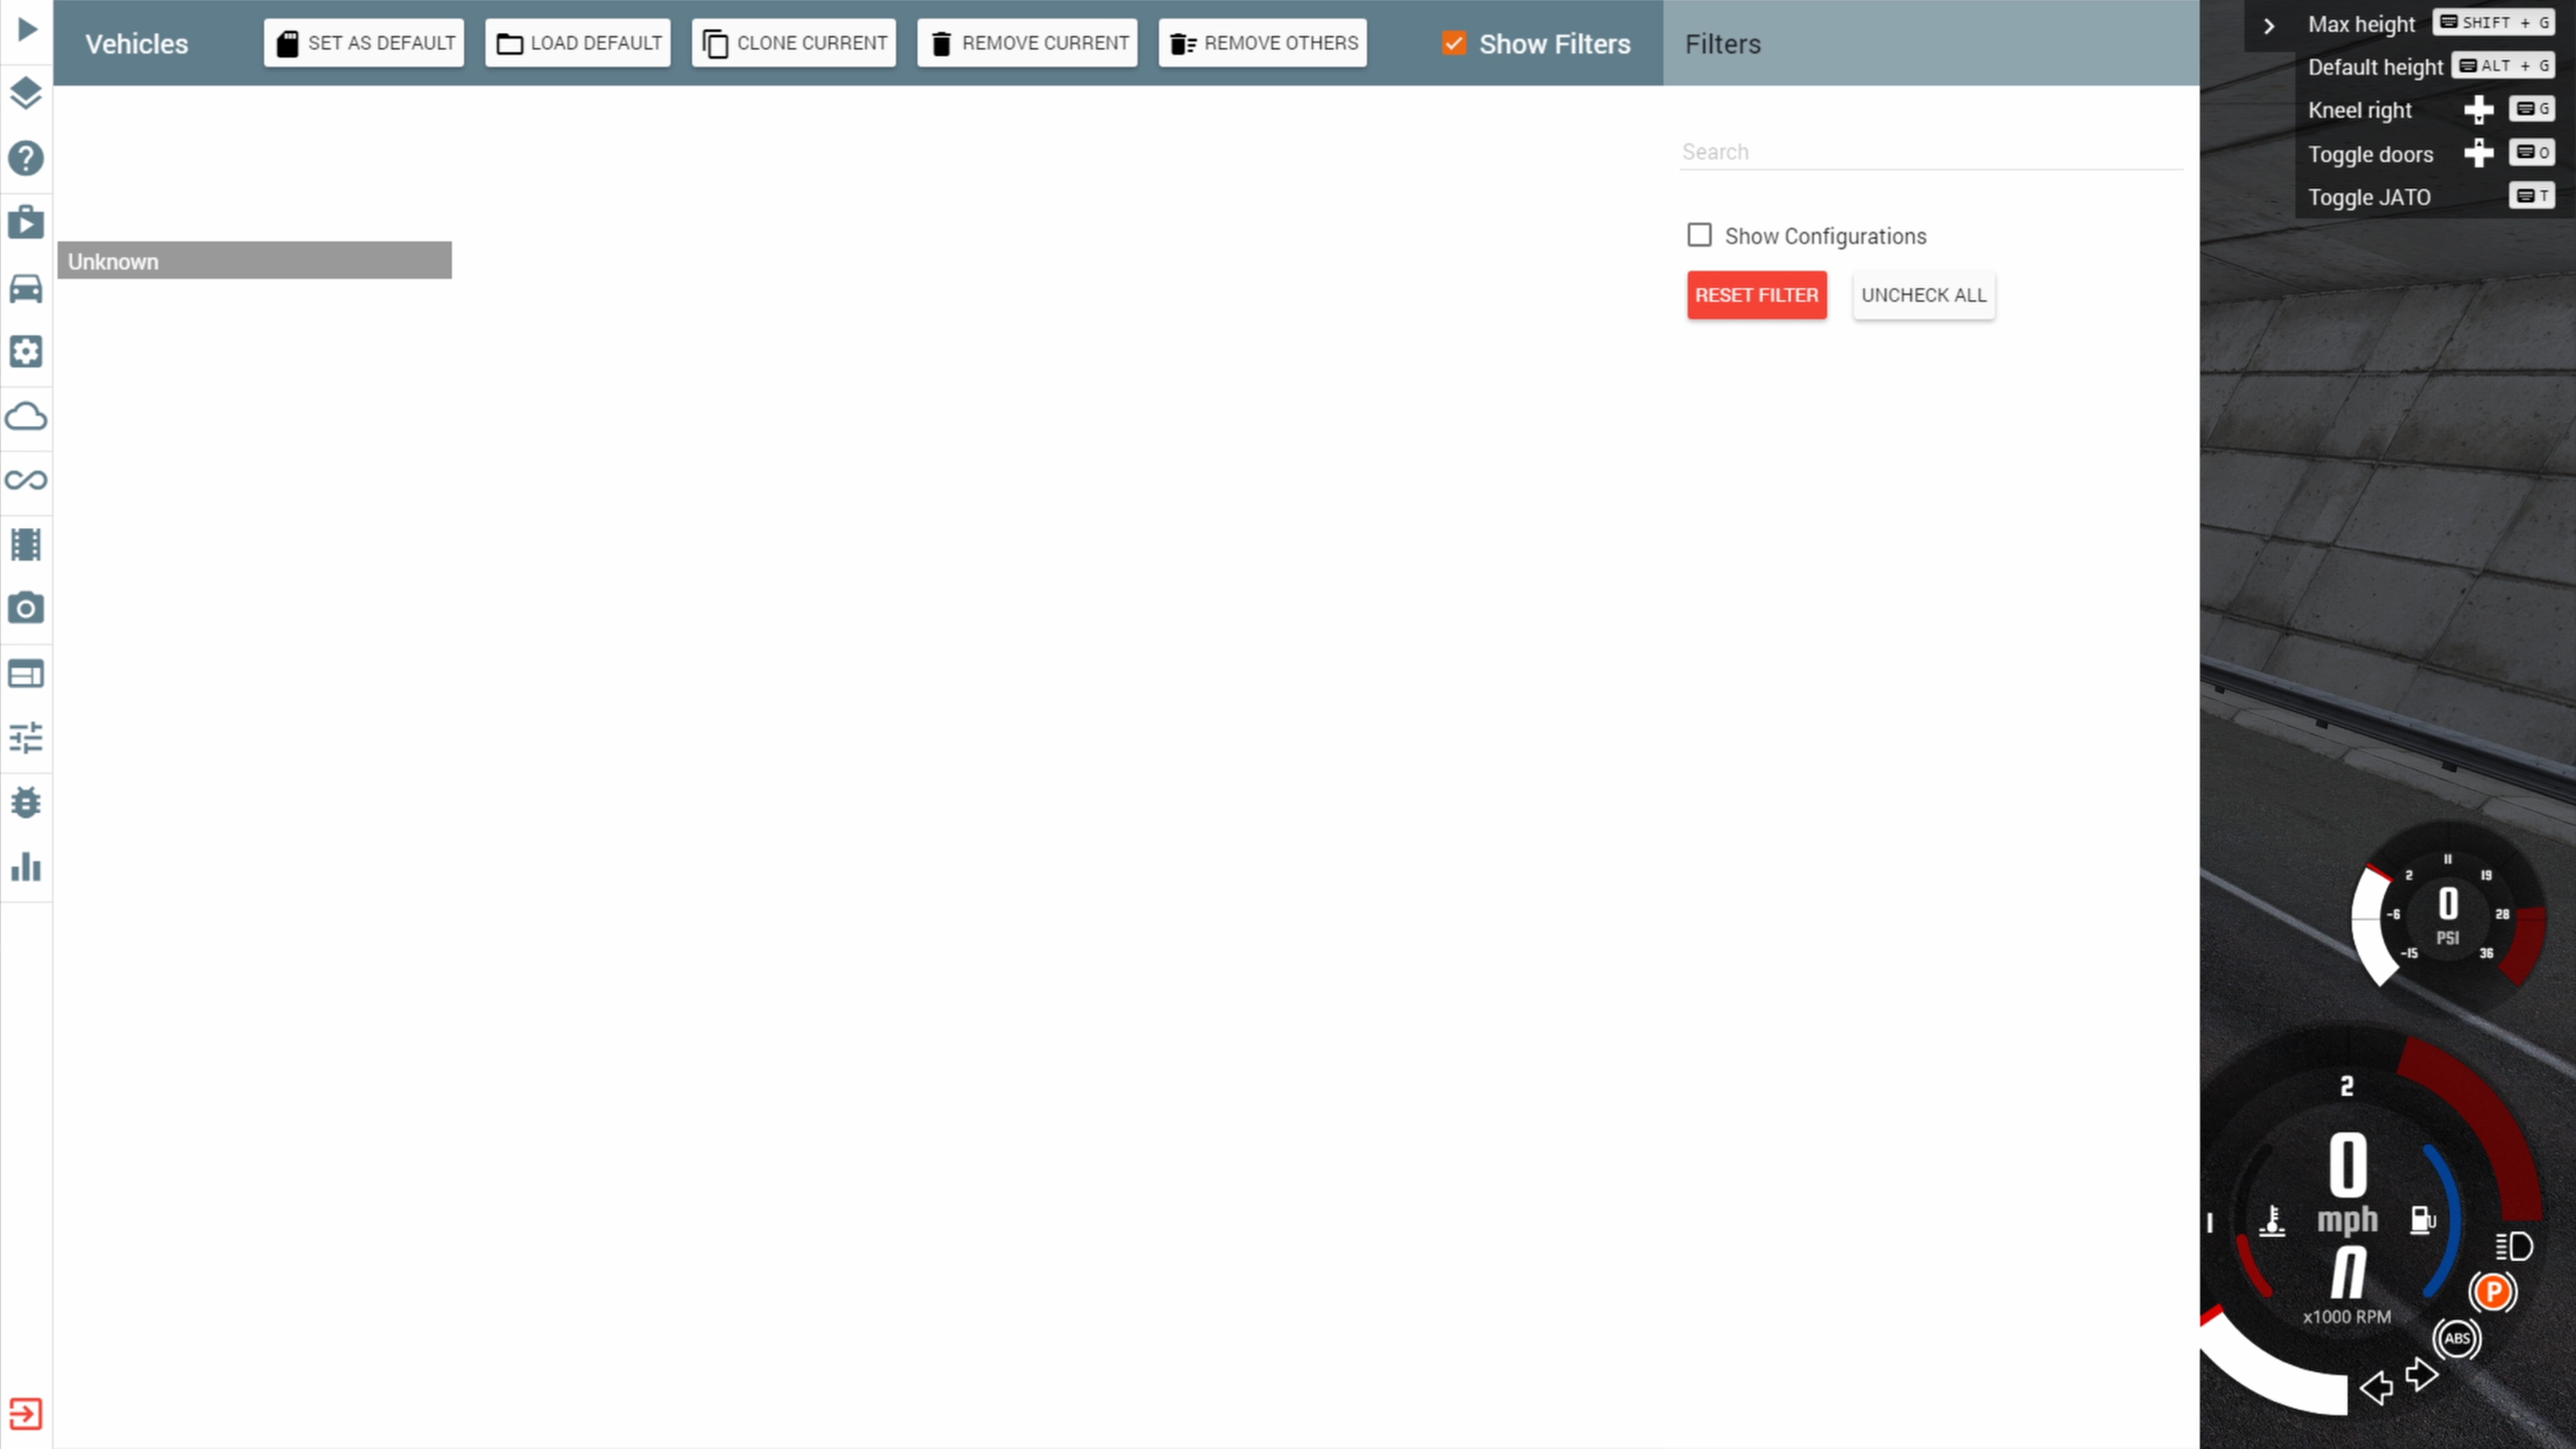 Vehicles
SET AS DEFAULT
LOAD DEFAULT
CLONE CURRENT
REMOVE CURRENT
REMOVE OTHERS
Show Filters
Filters
Max height SHIFT + G
Default height ALT + G
Kneel right G
Toggle doors O
Toggle JATO T
Search
Show Configurations
RESET FILTER
UNCHECK ALL
Unknown
11
2
19
0
-6
28
PSI
-15
36
2
0
mph
1
n
x1000 RPM
P
ABS